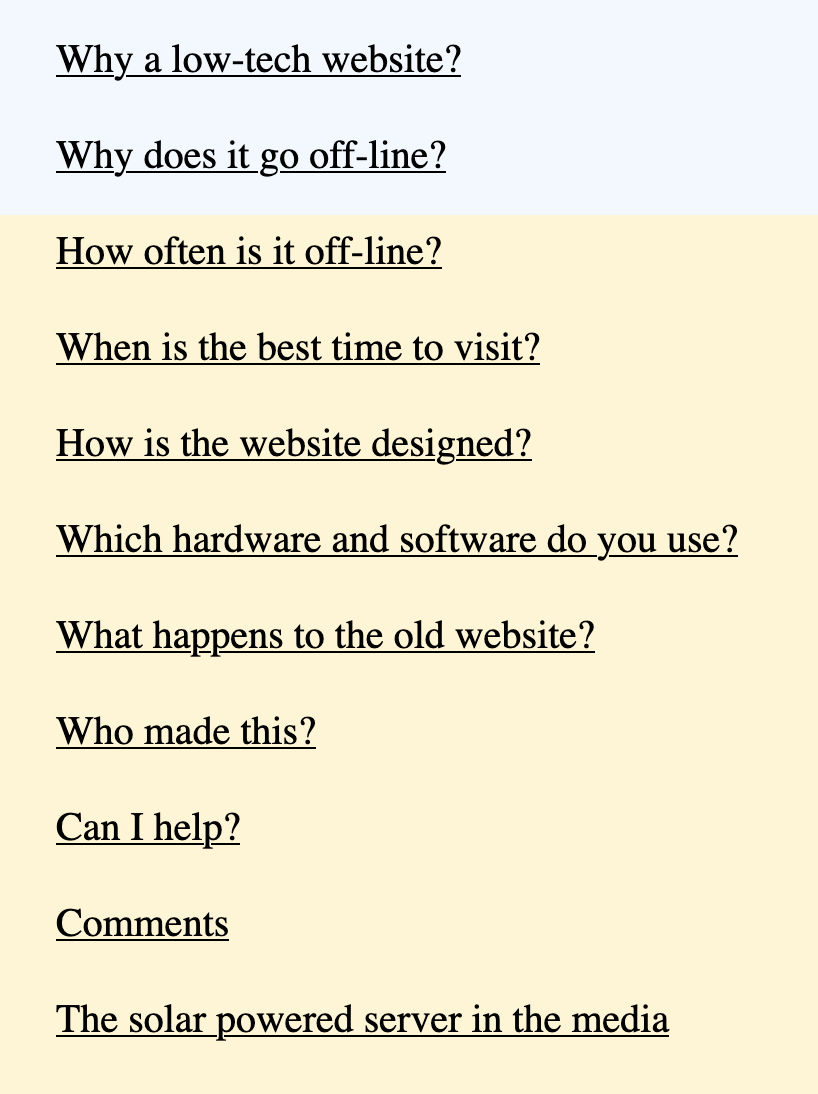 Why a low-tech website?
Why does it go off-line?
How often is it off-line?
When is the best time to visit?
How is the website designed?
Which hardware and software do you use?
What happens to the old website?
Who made this?
Can I help?
Comments
The solar powered server in the media